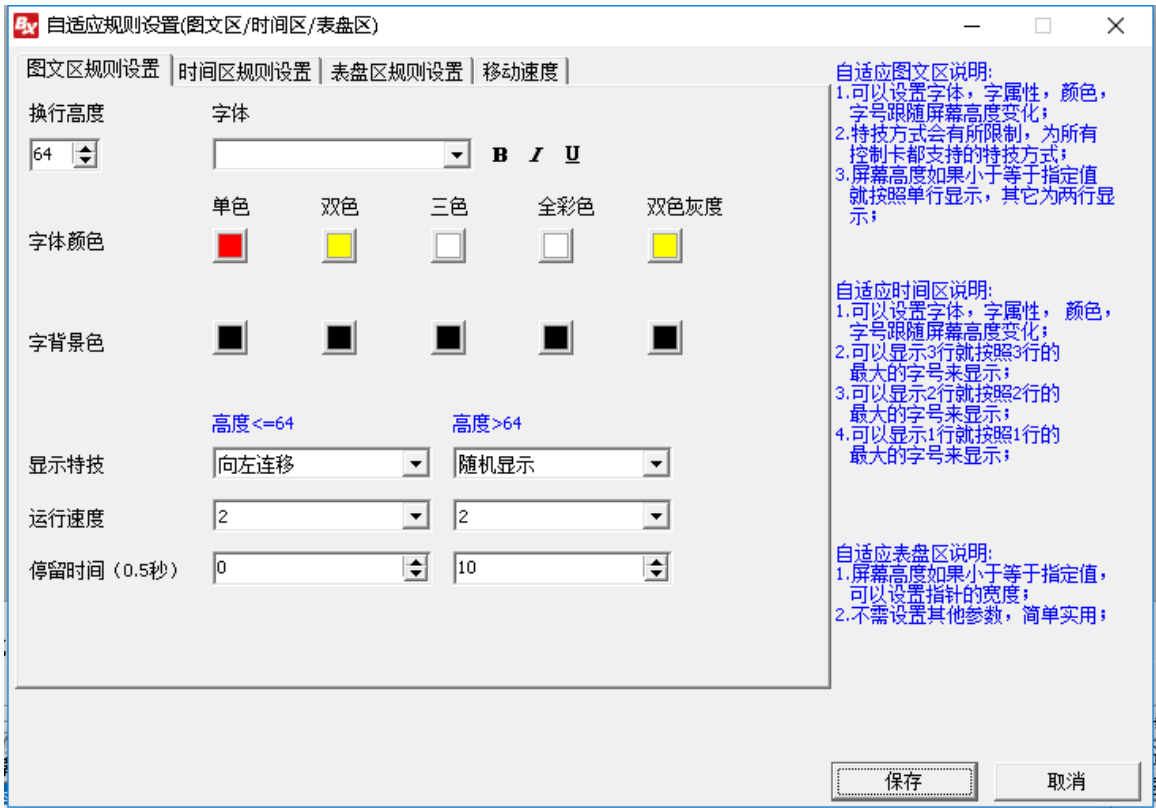 BX 自适应规则设置(图文区/时间区/表盘区)
图文区规则设置 时间区规则设置 表盘区规则设置 移动速度
换行高度 字体
64 B I U
单色 双色 三色 全彩色 双色灰度
字体颜色
字背景色
高度<=64 高度>64
显示特技 向左连移 随机显示
运行速度 2 2
停留时间（0.5秒） 0 10
自适应图文区说明:
1.可以设置字体，字属性，颜色，
字号跟随屏幕高度变化；
2.特技方式会有所限制，为所有
控制卡都支持的特技方式；
3.屏幕高度如果小于等于指定值
就按照单行显示，其它为两行显
示；
自适应时间区说明:
1.可以设置字体，字属性， 颜色，
字号跟随屏幕高度变化；
2.可以显示3行就按照3行的
最大的字号来显示；
3.可以显示2行就按照2行的
最大的字号来显示；
4.可以显示1行就按照1行的
最大的字号来显示；
自适应表盘区说明:
1.屏幕高度如果小于等于指定值，
可以设置指针的宽度；
2.不需设置其他参数，简单实用；
保存 取消